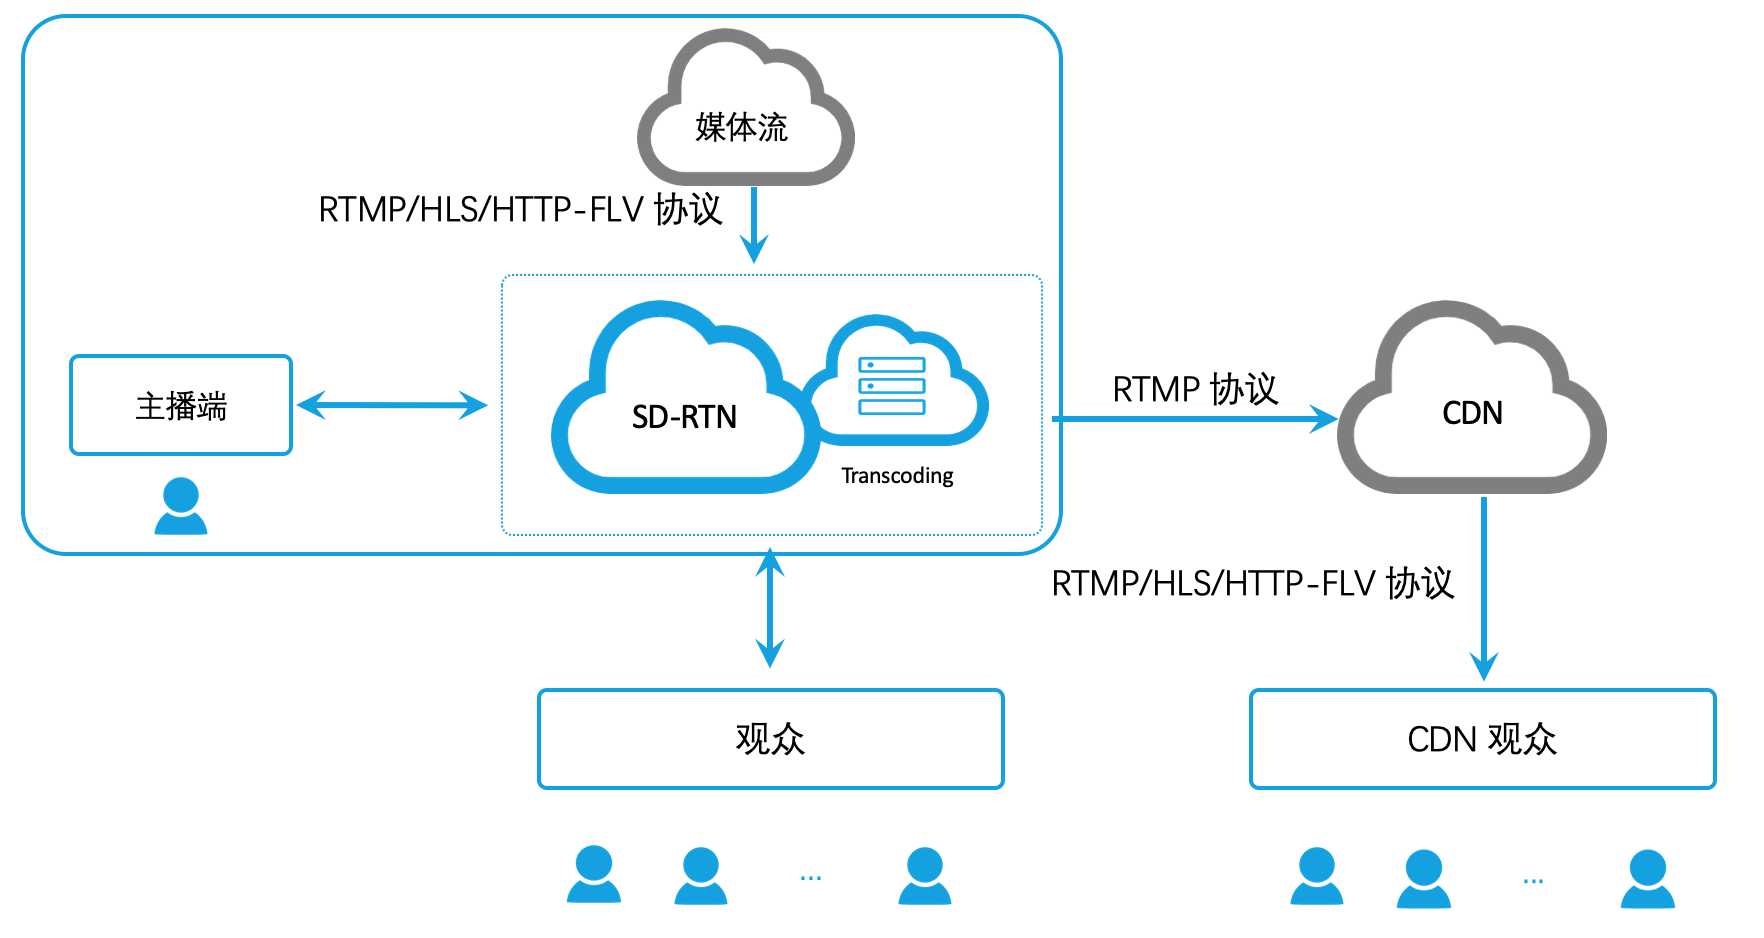 媒体流
RTMP/HLS/HTTP-FLV 协议
主播端
SD-RTN
Transcoding
RTMP 协议
CDN
RTMP/HLS/HTTP-FLV 协议
观众
CDN 观众
...
...